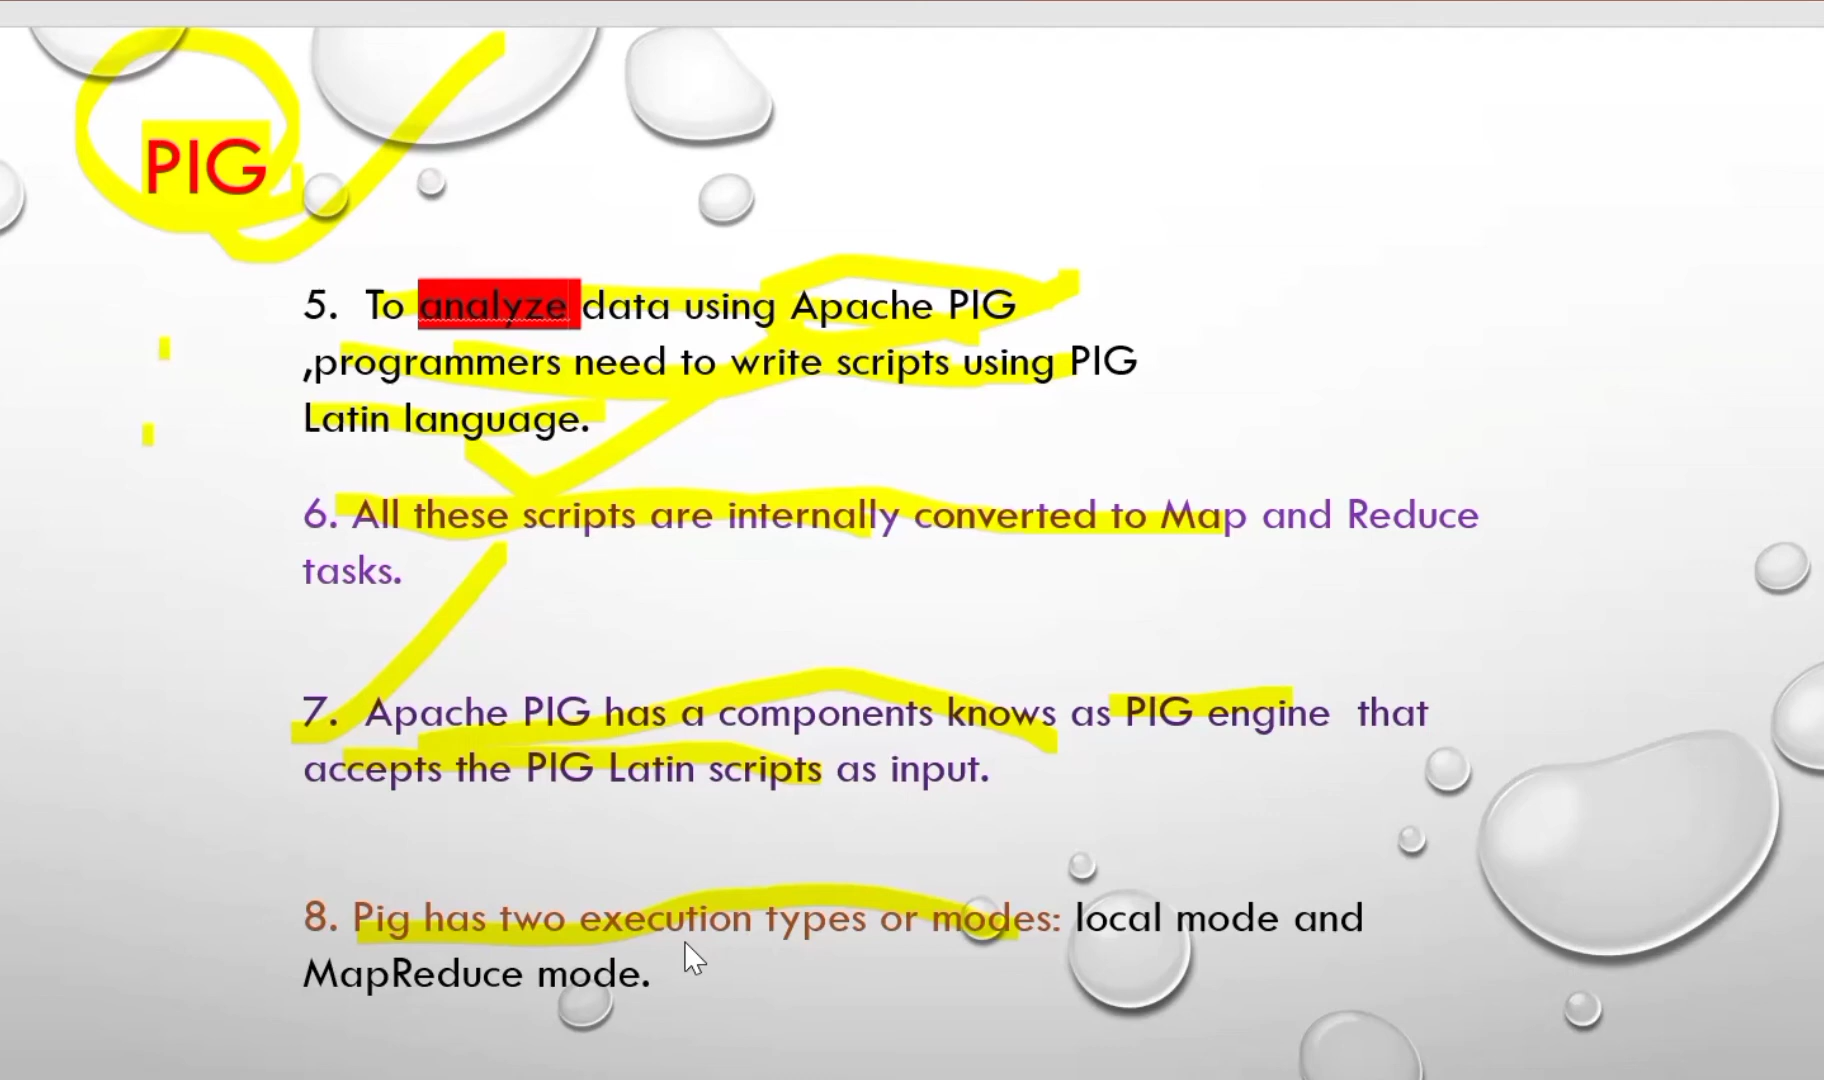 PIG
5. To analyze data using Apache PIG
,programmers need to write scripts using PIG
Latin language.
6. All these scripts are internally converted to Map and Reduce
tasks.
7. Apache PIG has a components knows as PIG engine that
accepts the PIG Latin scripts as input.
8. Pig has two execution types or modes: local mode and
MapReduce mode.